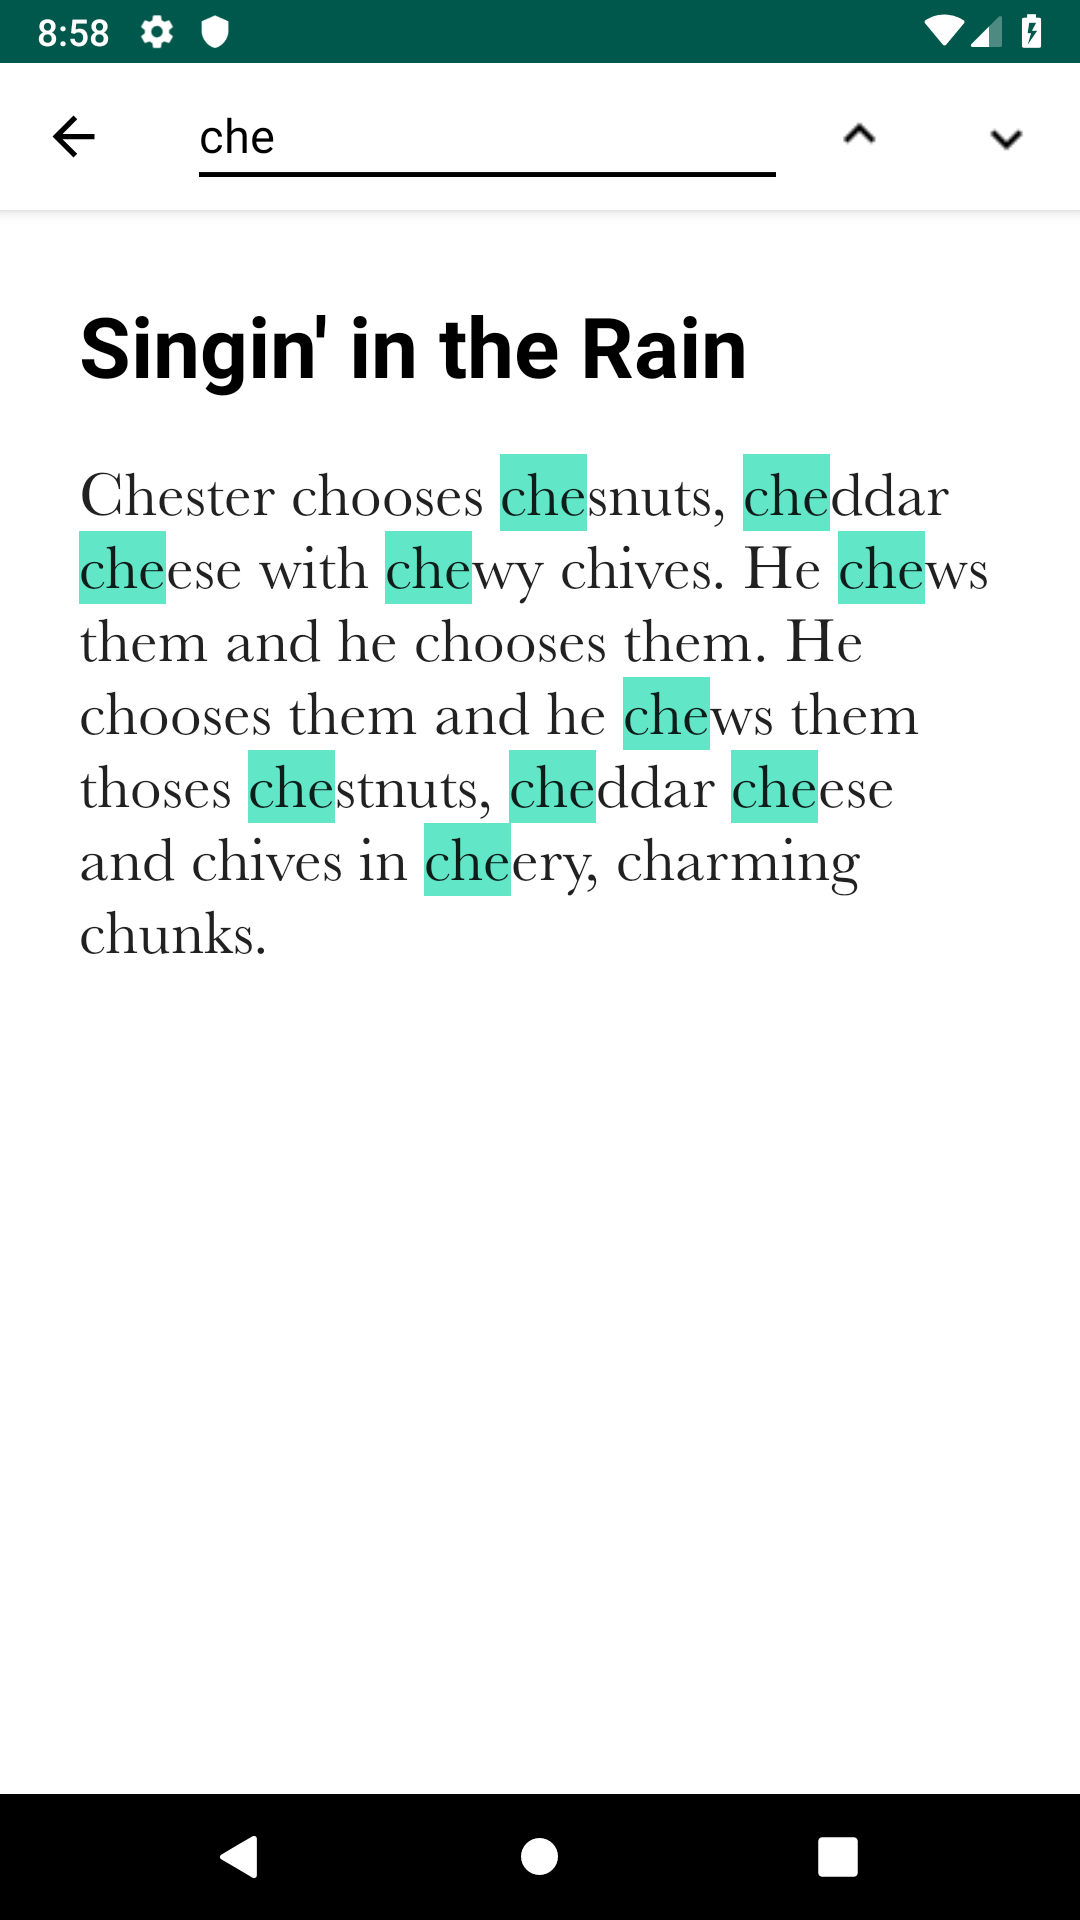 8:58
che
Singin' in the Rain
Chester chooses chesnuts, cheddar
cheese with chewy chives. He chews
them and he chooses them. He
chooses them and he chews them
thoses chestnuts, cheddar cheese
and chives in cheery, charming
chunks.